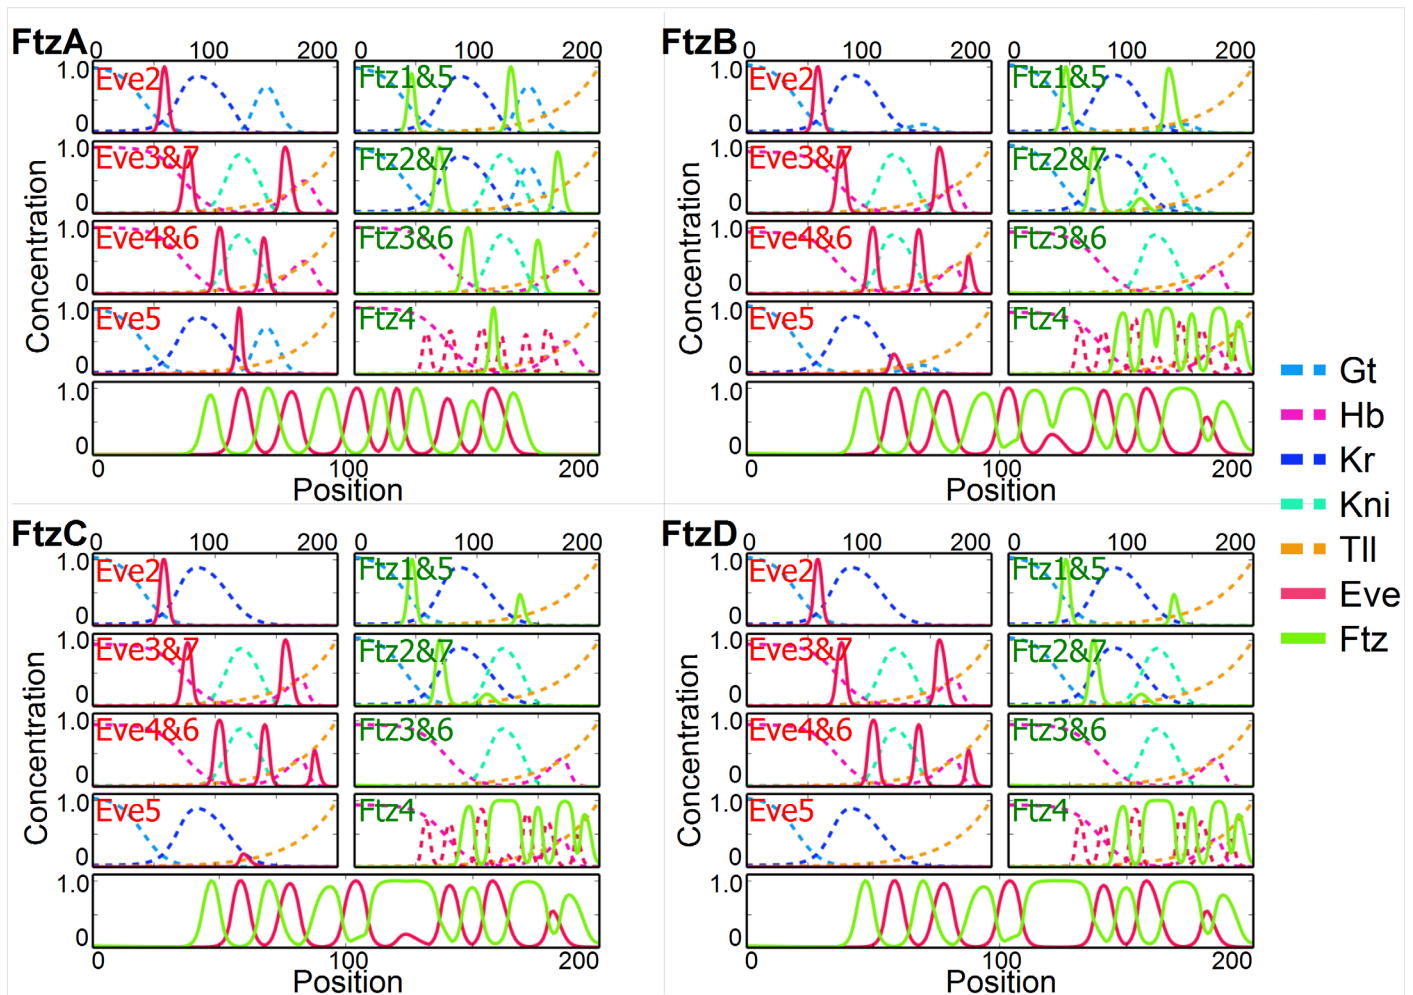 FtzA
0 100 200 0 100 200
1.0 Eve2 Ftz1&5
0
1.0 Eve3&7 Ftz2&7
0
1.0 Eve4&6 Ftz3&6
0
1.0 Eve5 Ftz4
0
1.0
0
0 100 200
Concentration
Position
FtzB
0 100 200 0 100 200
1.0 Eve2 Ftz1&5
0
1.0 Eve3&7 Ftz2&7
0
1.0 Eve4&6 Ftz3&6
0
1.0 Eve5 Ftz4
0
1.0
0
0 100 200
Concentration
Position
Gt
Hb
Kr
Kni
Tll
Eve
Ftz
FtzC
0 100 200 0 100 200
1.0 Eve2 Ftz1&5
0
1.0 Eve3&7 Ftz2&7
0
1.0 Eve4&6 Ftz3&6
0
1.0 Eve5 Ftz4
0
1.0
0
0 100 200
Concentration
Position
FtzD
0 100 200 0 100 200
1.0 Eve2 Ftz1&5
0
1.0 Eve3&7 Ftz2&7
0
1.0 Eve4&6 Ftz3&6
0
1.0 Eve5 Ftz4
0
1.0
0
0 100 200
Concentration
Position